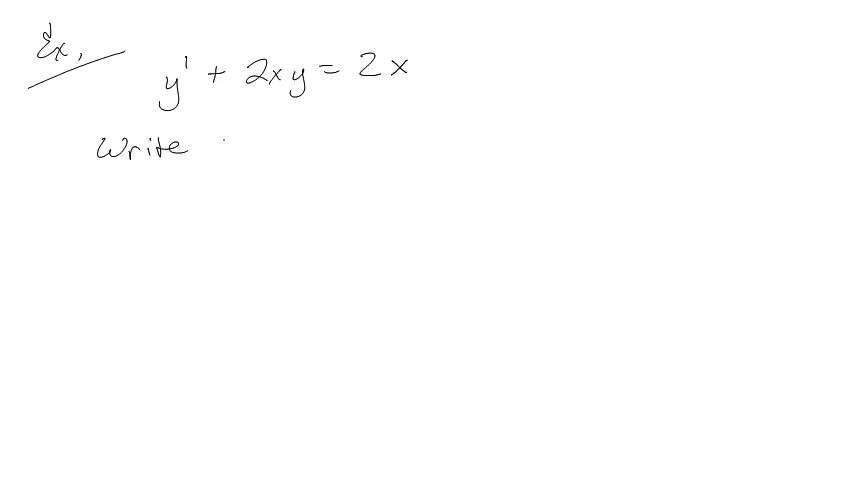 Ex,
y' + 2xy = 2x
Write